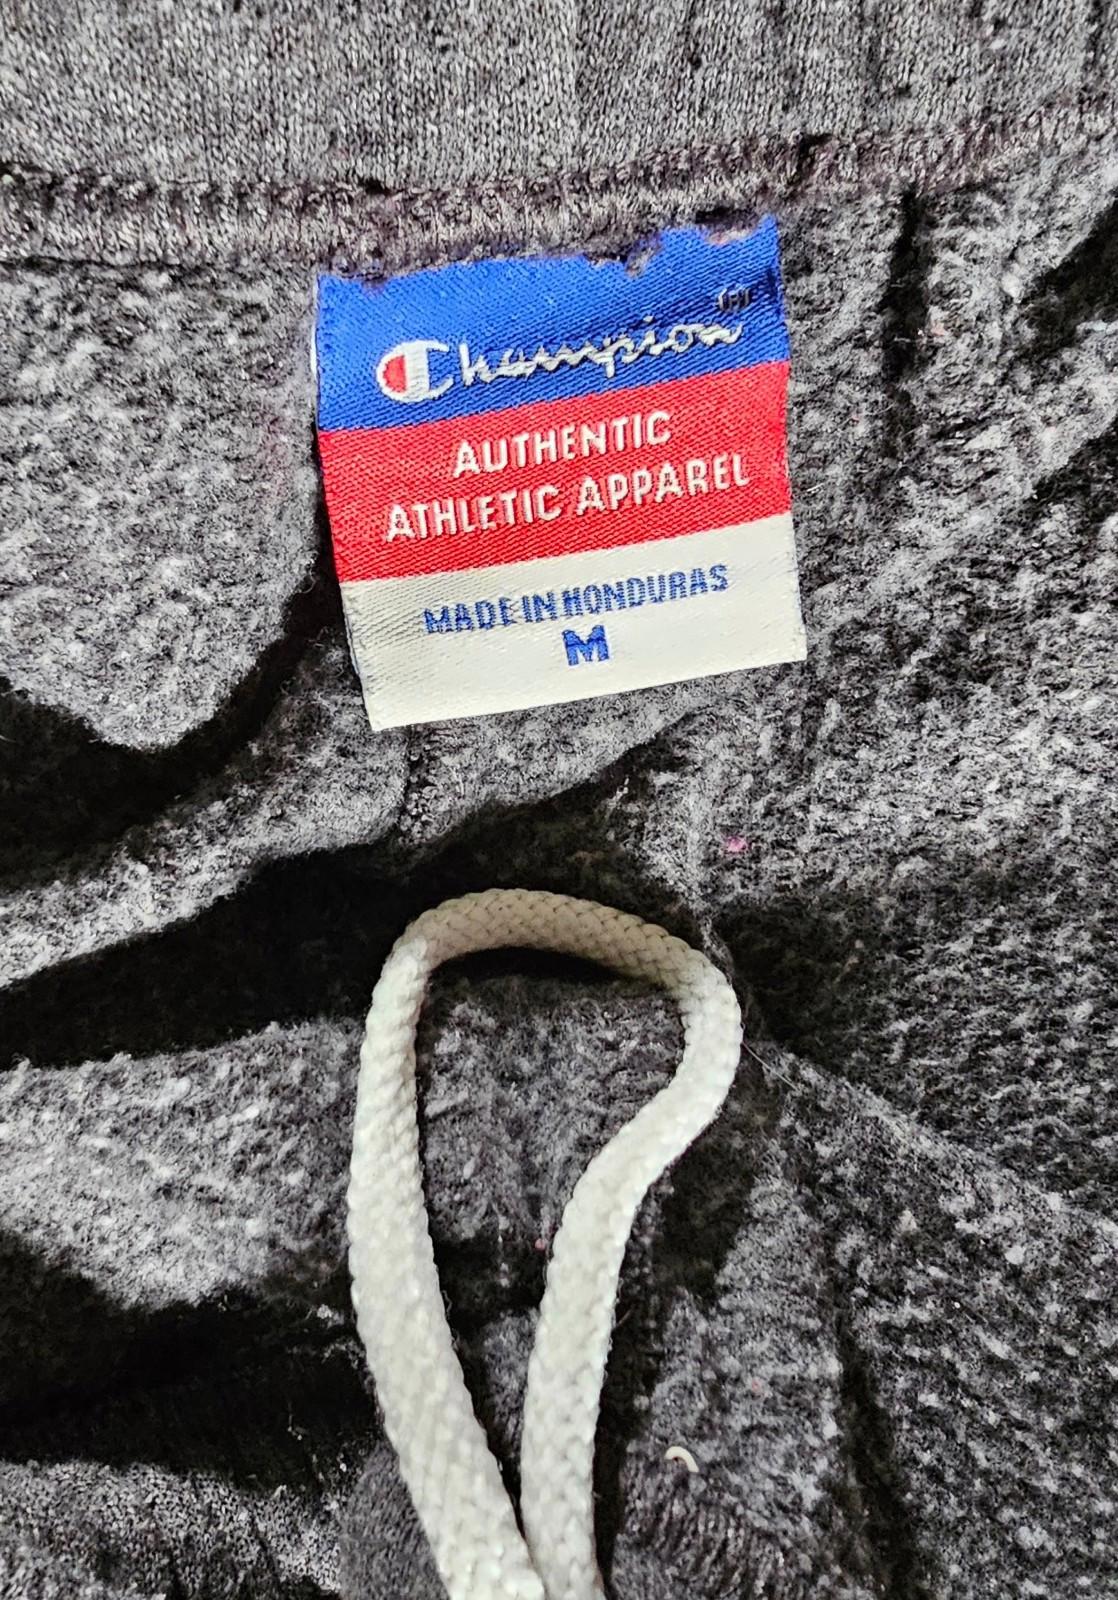 Champion®
AUTHENTIC
ATHLETIC APPAREL
MADE IN HONDURAS
M